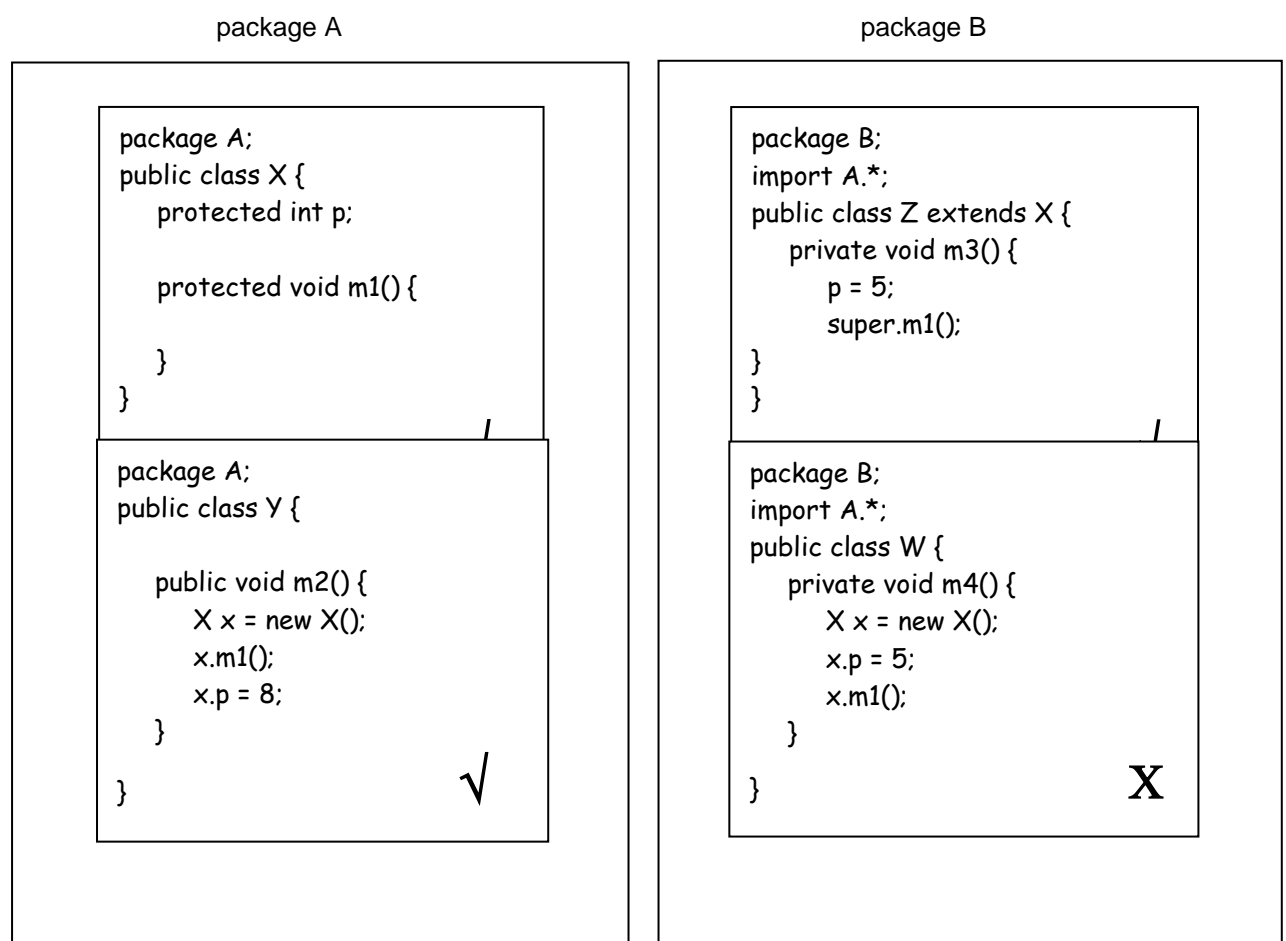 package A
package A;
public class X {
protected int p;
protected void m1() {
}
}
√
package A;
public class Y {
public void m2() {
X x = new X();
x.m1();
x.p = 8;
}
}
√
package B
package B;
import A.*;
public class Z extends X {
private void m3() {
p = 5;
super.m1();
}
}
√
package B;
import A.*;
public class W {
private void m4() {
X x = new X();
x.p = 5;
x.m1();
}
}
X